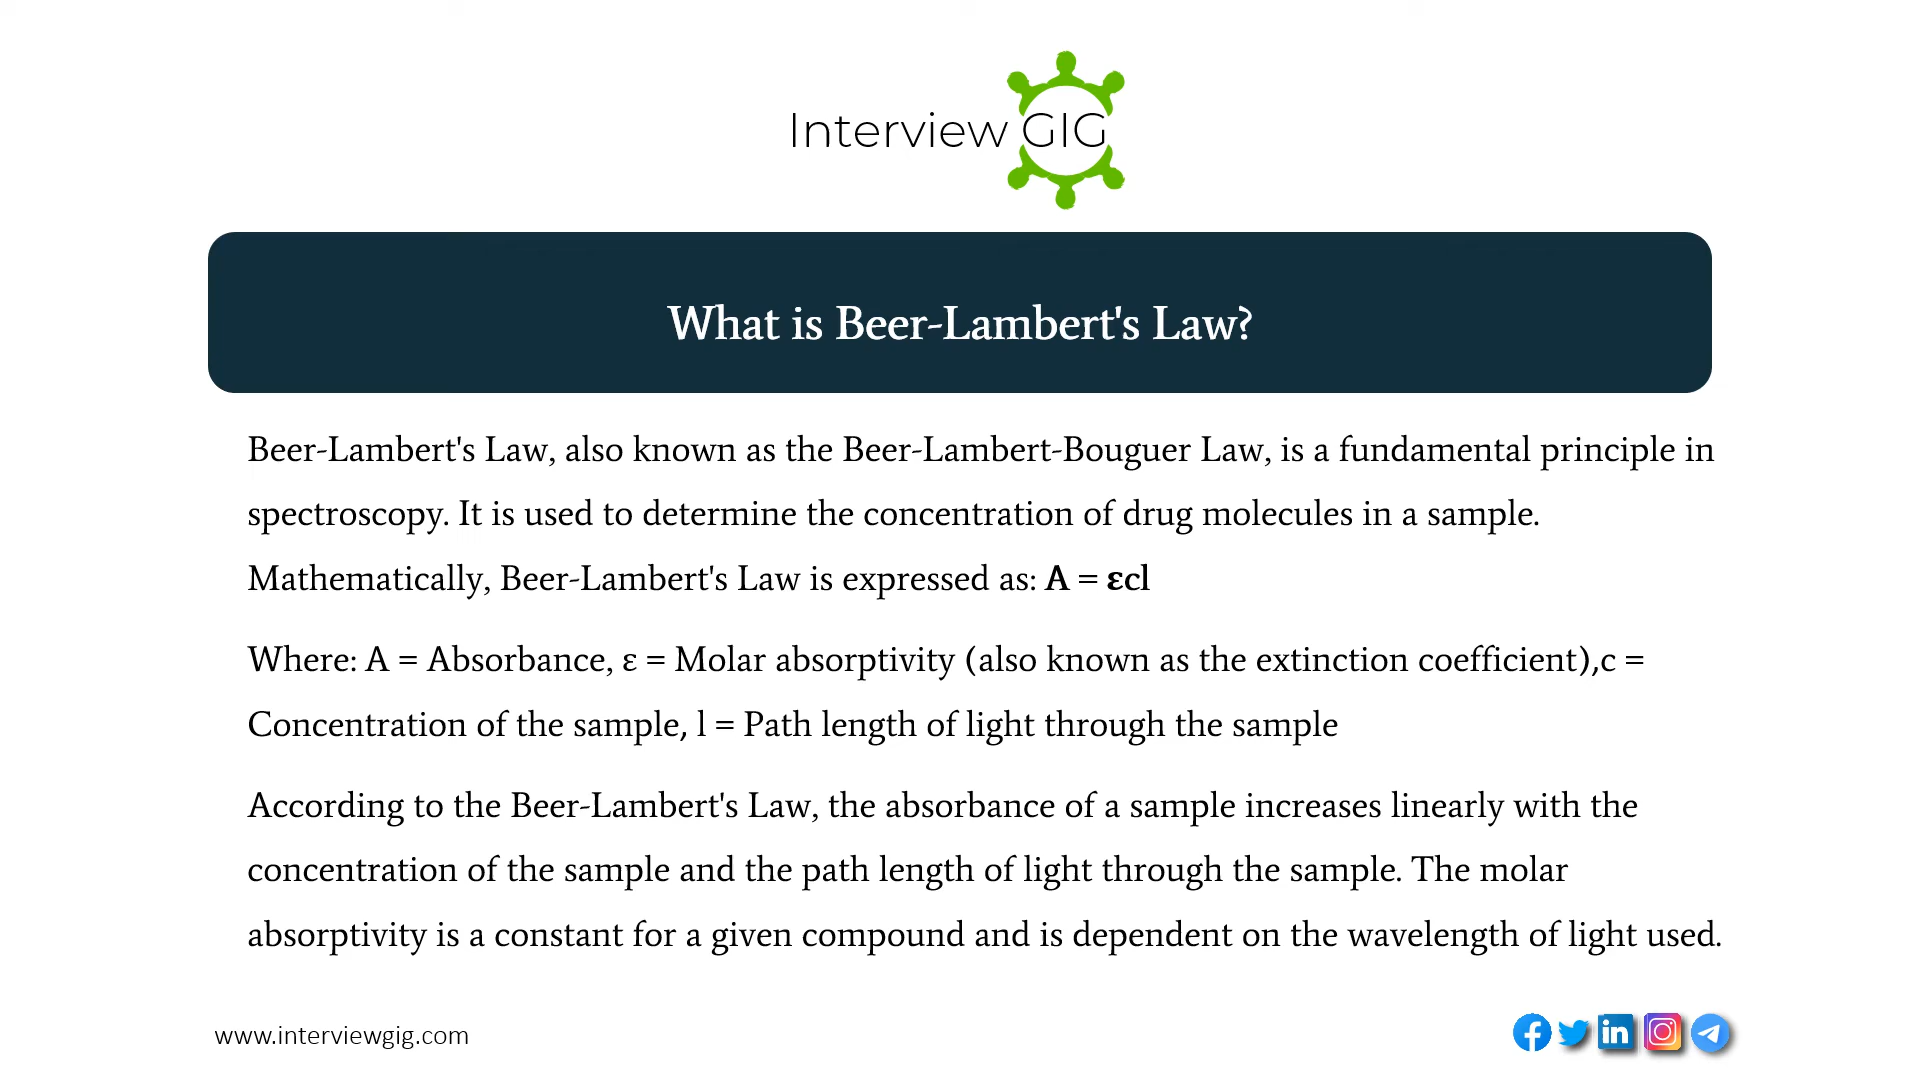 Interview GIG
What is Beer-Lambert's Law?
Beer-Lambert's Law, also known as the Beer-Lambert-Bouguer Law, is a fundamental principle in
spectroscopy. It is used to determine the concentration of drug molecules in a sample.
Mathematically, Beer-Lambert's Law is expressed as: A = εcl
Where: A = Absorbance, ε = Molar absorptivity (also known as the extinction coefficient),c =
Concentration of the sample, l = Path length of light through the sample
According to the Beer-Lambert's Law, the absorbance of a sample increases linearly with the
concentration of the sample and the path length of light through the sample. The molar
absorptivity is a constant for a given compound and is dependent on the wavelength of light used.
www.interviewgig.com